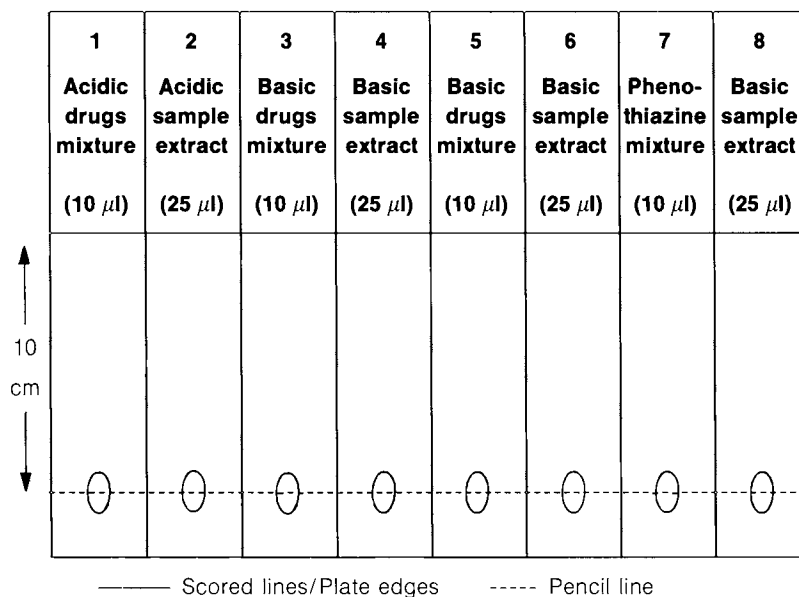 1 2 3 4 5 6 7 8
Acidic Acidic Basic Basic Basic Basic Pheno- Basic
drugs sample drugs sample drugs sample thiazine sample
mixture extract mixture extract mixture extract mixture extract
(10 μl) (25 μl) (10 μl) (25 μl) (10 μl) (25 μl) (10 μl) (25 μl)
10
cm
Scored lines/Plate edges Pencil line